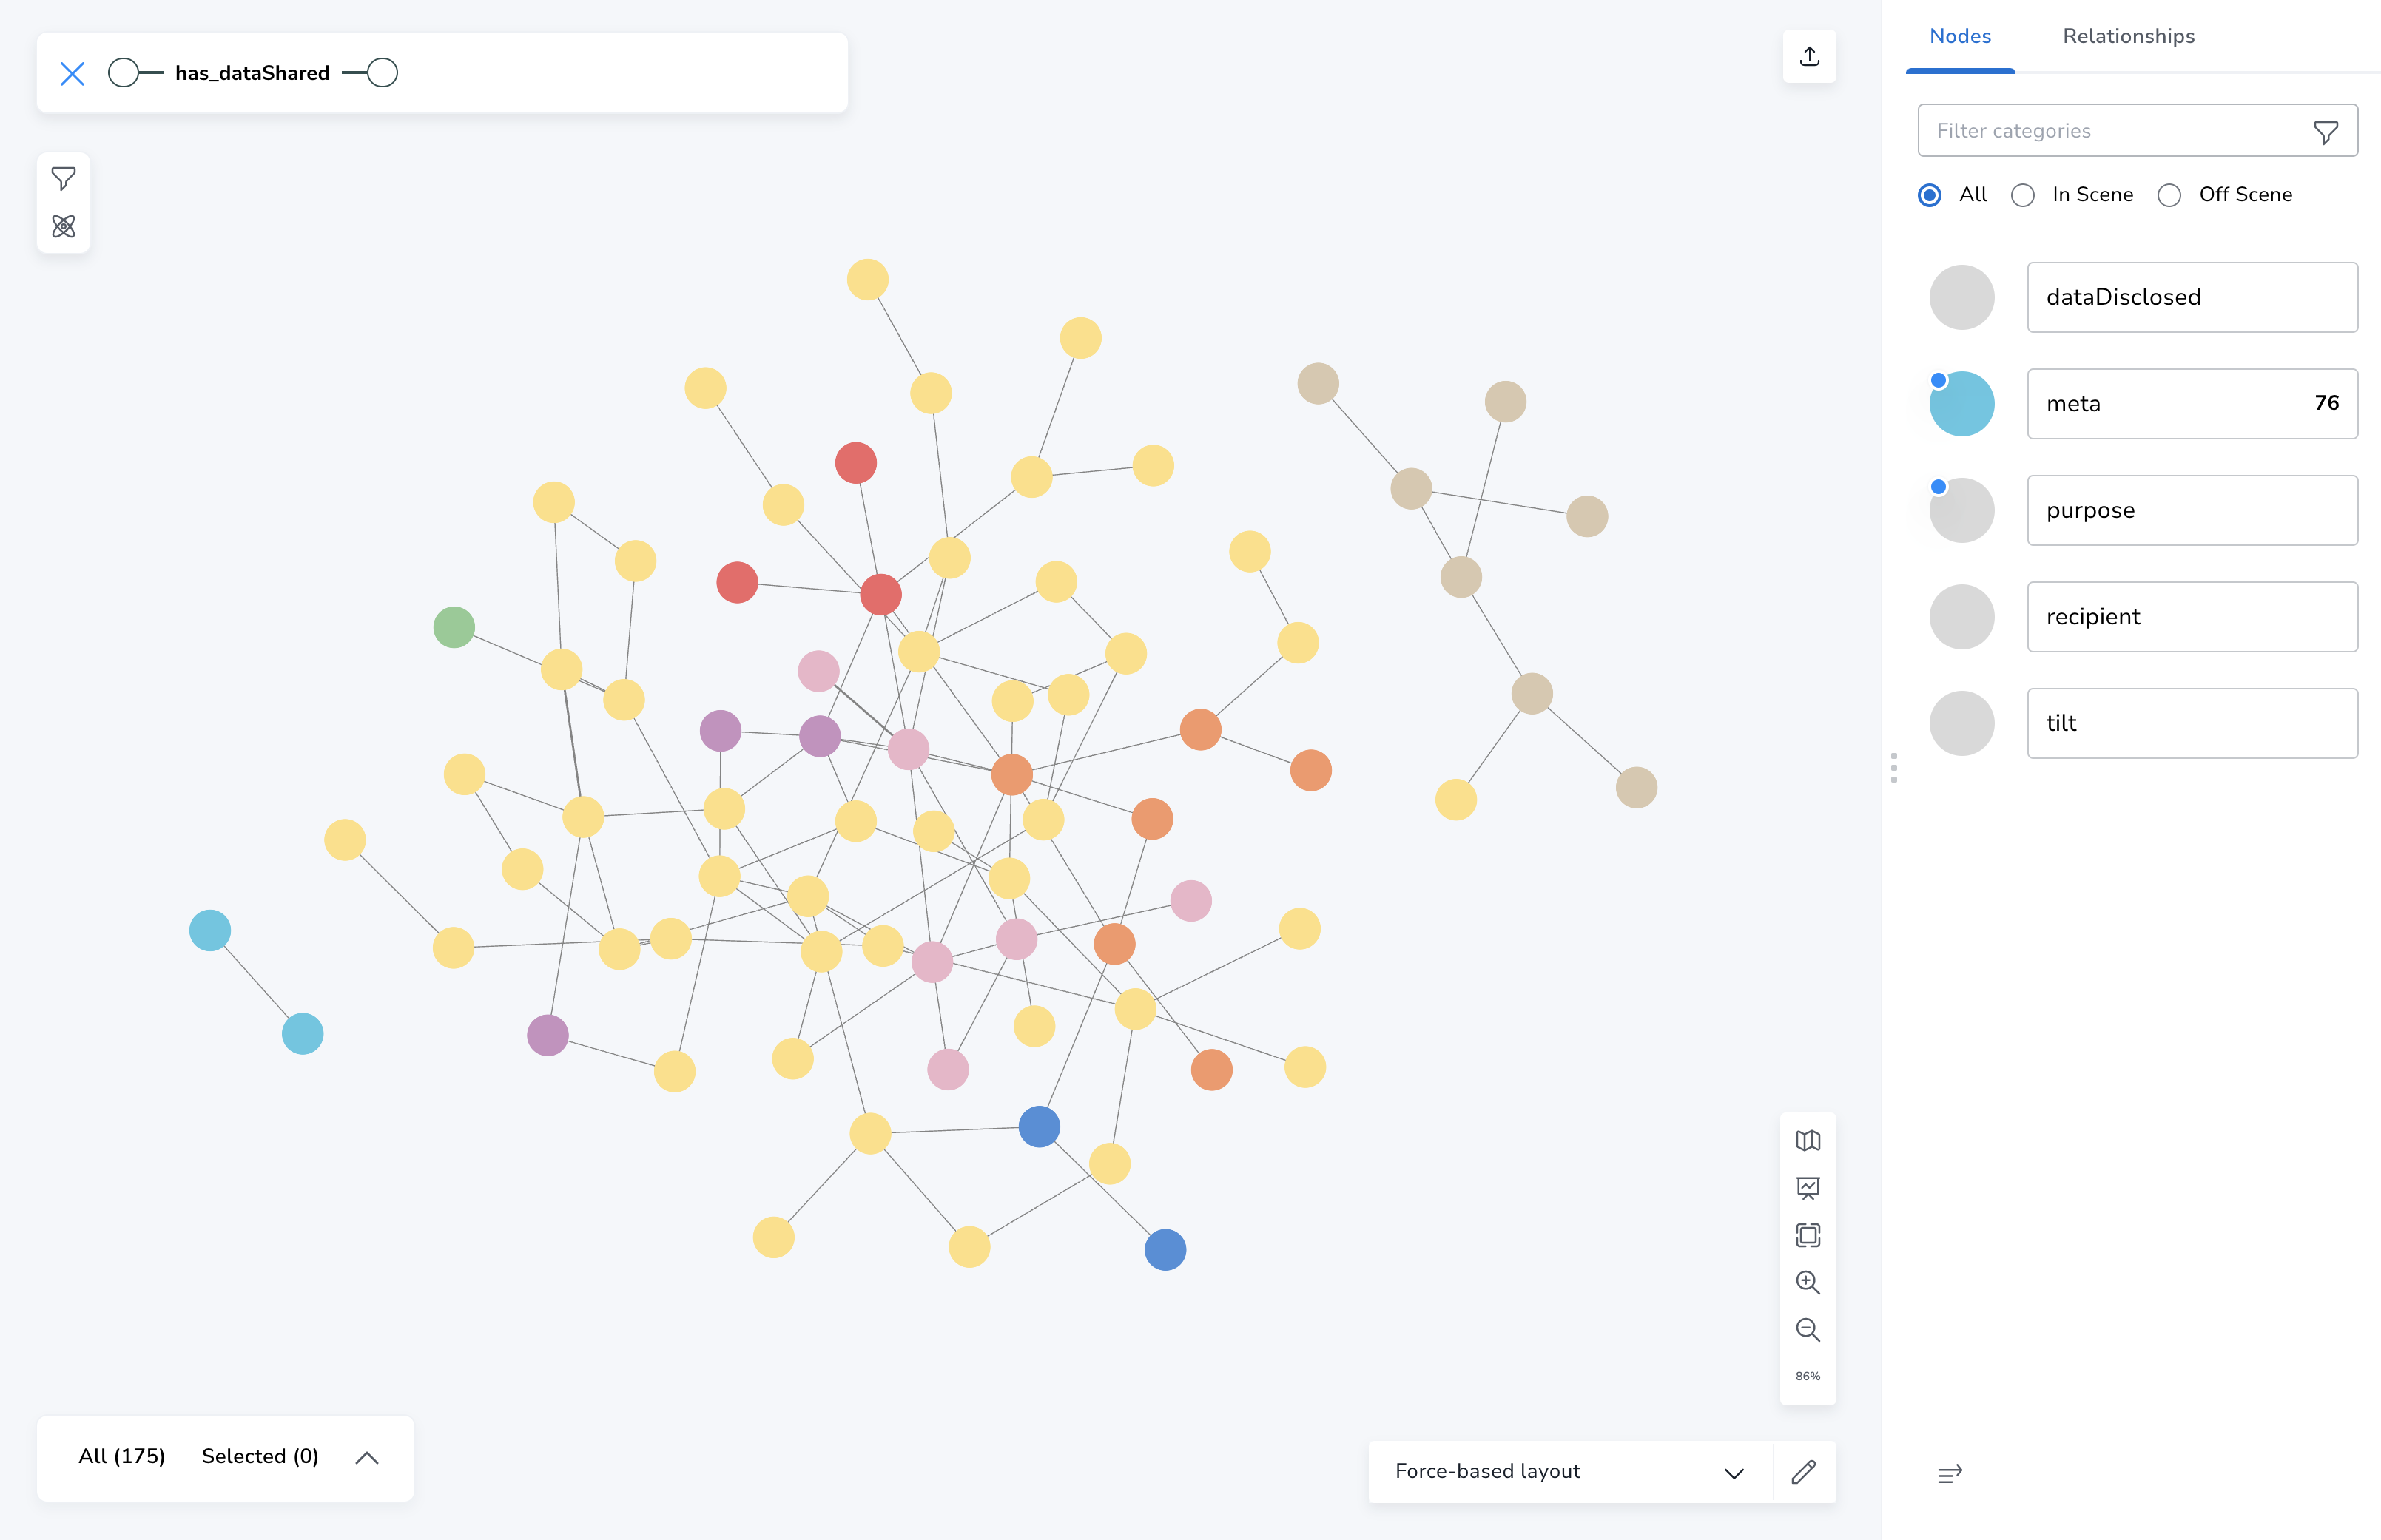 has_dataShared
Nodes Relationships
Filter categories
All In Scene Off Scene
dataDisclosed
meta 76
purpose
recipient
tilt
86%
All (175) Selected (0)
Force-based layout